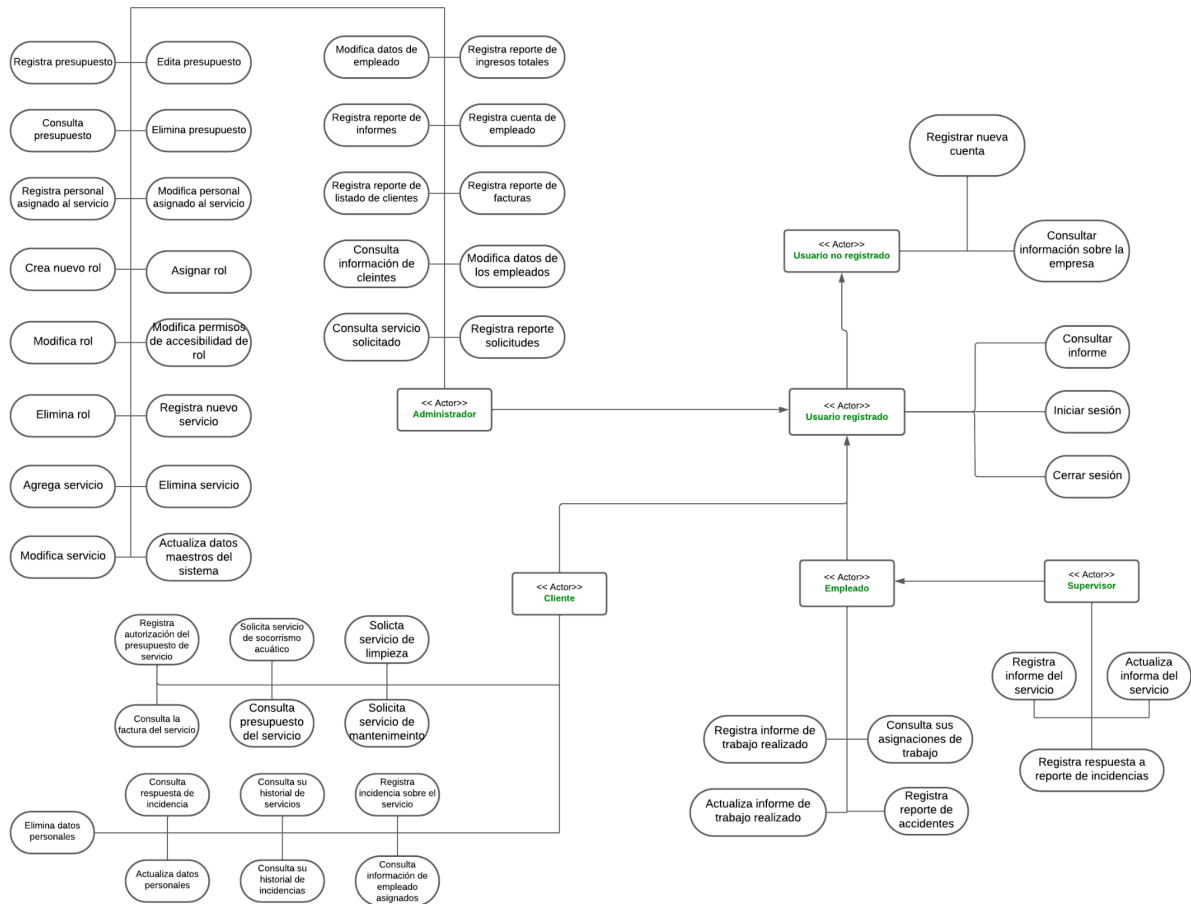 Registra presupuesto
Edita presupuesto
Consulta
presupuesto
Elimina presupuesto
Registra personal
asignado al servicio
Modifica personal
asignado al servicio
Crea nuevo rol
Asignar rol
Modifica rol
Modifica permisos
de accesibilidad de
rol
Elimina rol
Registra nuevo
servicio
Agrega servicio
Elimina servicio
Modifica servicio
Actualiza datos
maestros del
sistema
Modifica datos de
empleado
Registra reporte de
ingresos totales
Registra reporte de
informes
Registra cuenta de
empleado
Registra reporte de
listado de clientes
Registra reporte de
facturas
Consulta
información de
cleintes
Modifica datos de
los empleados
Consulta servicio
solicitado
Registra reporte
solicitudes
<< Actor>>
Administrador
Registrar nueva
cuenta
<< Actor>>
Usuario no registrado
Consultar
información sobre la
empresa
<< Actor>>
Usuario registrado
Consultar
informe
Iniciar sesión
Cerrar sesión
<< Actor>>
Cliente
<< Actor>>
Empleado
<< Actor>>
Supervisor
Registra
autorización del
presupuesto de
servicio
Solicita servicio
de socorrismo
acuático
Solicta
servicio de
limpieza
Consulta la
factura del servicio
Consulta
presupuesto
del servicio
Solicita
servicio de
mantenimeinto
Consulta
respuesta de
incidencia
Consulta su
historial de
servicios
Registra
incidencia sobre el
servicio
Elimina datos
personales
Actualiza datos
personales
Consulta su
historial de
incidencias
Consulta
información de
empleado
asignados
Registra informe de
trabajo realizado
Consulta sus
asignaciones de
trabajo
Actualiza informe de
trabajo realizado
Registra
reporte de
accidentes
Registra
informe del
servicio
Actualiza
informa del
servicio
Registra respuesta a
reporte de incidencias